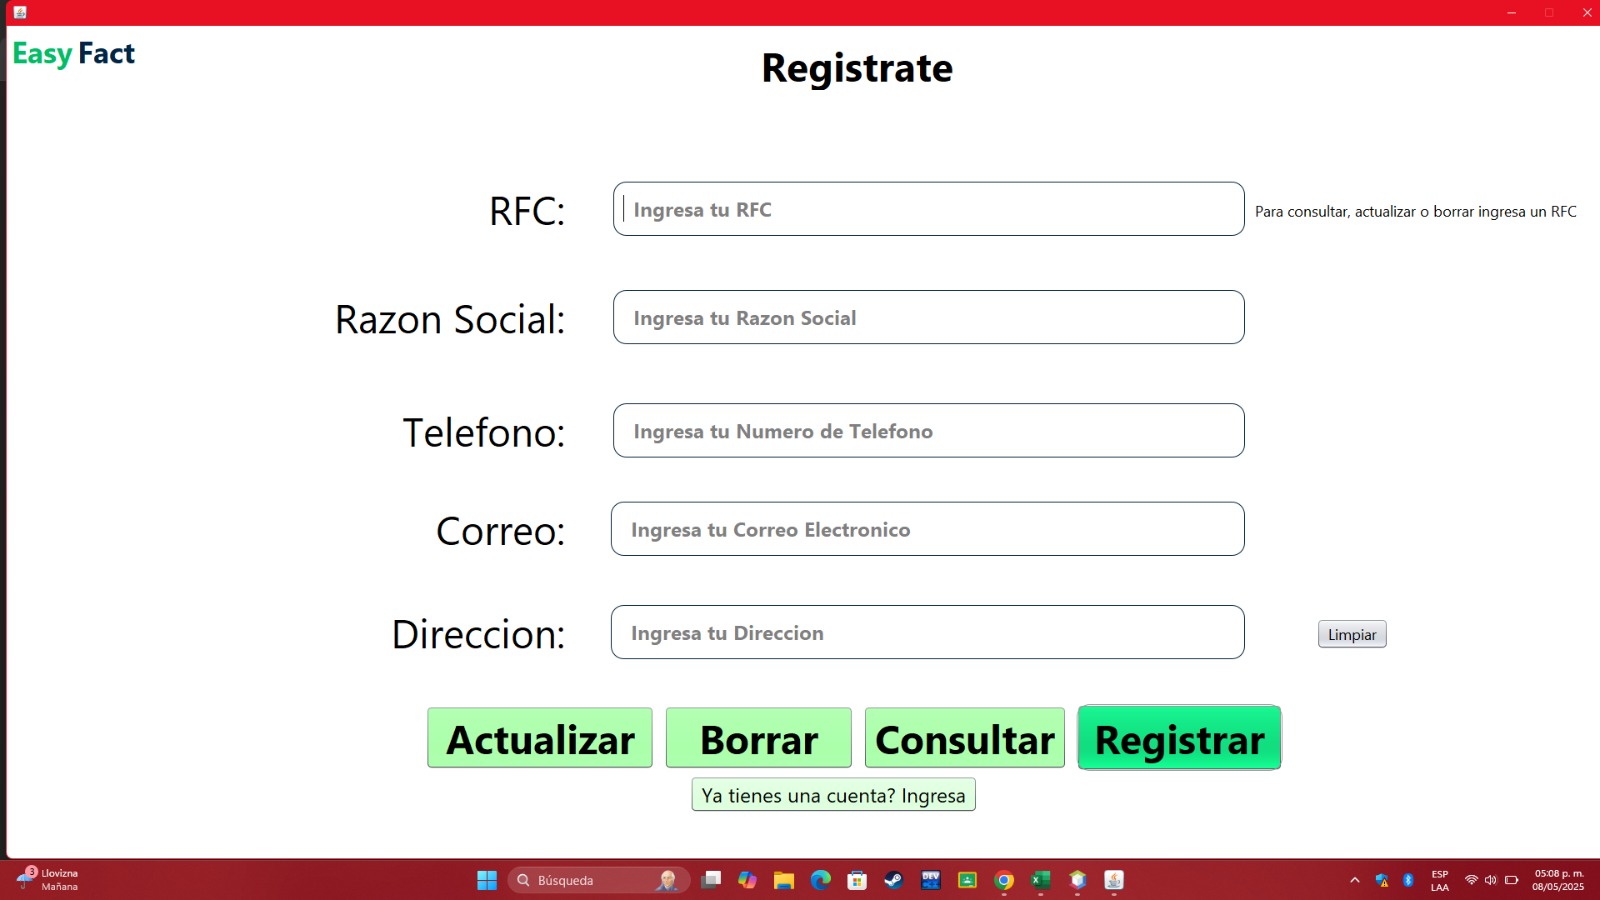 Easy Fact
Registrate
RFC:
Ingresa tu RFC
Para consultar, actualizar o borrar ingresa un RFC
Razon Social:
Ingresa tu Razon Social
Telefono:
Ingresa tu Numero de Telefono
Correo:
Ingresa tu Correo Electronico
Direccion:
Ingresa tu Direccion
Limpiar
Actualizar
Borrar
Consultar
Registrar
Ya tienes una cuenta? Ingresa
3
Llovizna
Mañana
Búsqueda
DEV
ESP
LAA
05:08 p. m.
08/05/2025